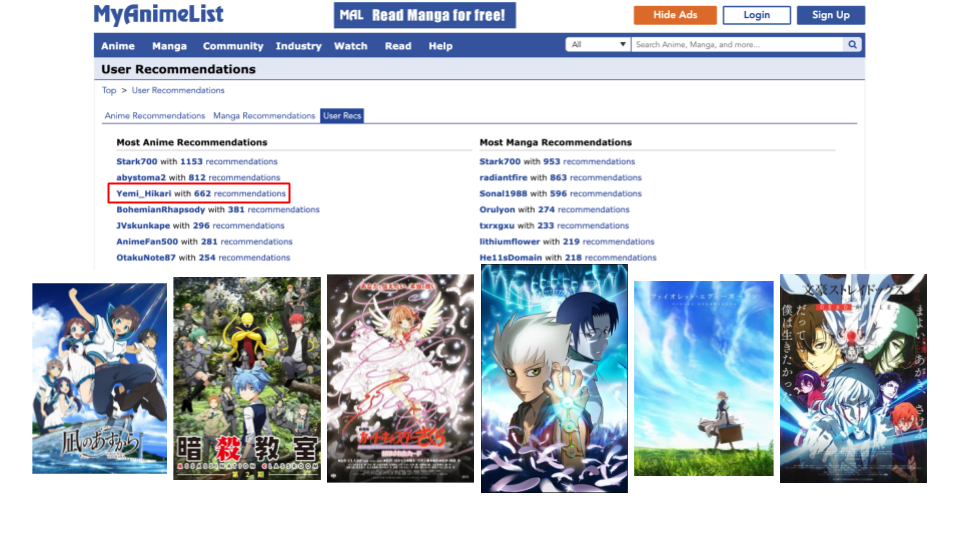 MyAnimeList
MAL Read Manga for free!
Hide Ads
Login
Sign Up
Anime Manga Community Industry Watch Read Help
All
Search Anime, Manga, and more...
User Recommendations
Top > User Recommendations
Anime Recommendations Manga Recommendations User Recs
Most Anime Recommendations
Stark700 with 1153 recommendations
abystoma2 with 812 recommendations
Yemi_Hikari with 662 recommendations
BohemianRhapsody with 381 recommendations
JVskunkape with 296 recommendations
AnimeFan500 with 281 recommendations
OtakuNote87 with 254 recommendations
Most Manga Recommendations
Stark700 with 953 recommendations
radiantfire with 863 recommendations
Sonal1988 with 596 recommendations
Orulyon with 274 recommendations
txrxgxu with 233 recommendations
lithiumflower with 219 recommendations
He11sDomain with 218 recommendations
凪のあすから
暗殺教室
ASSASSINATION CLASSROOM
第2期
カードキャプターさくら
ヴァイオレット・エヴァーガーデン
文豪ストレイドッグス
DEAD APPLE
だって
僕は生きたかった